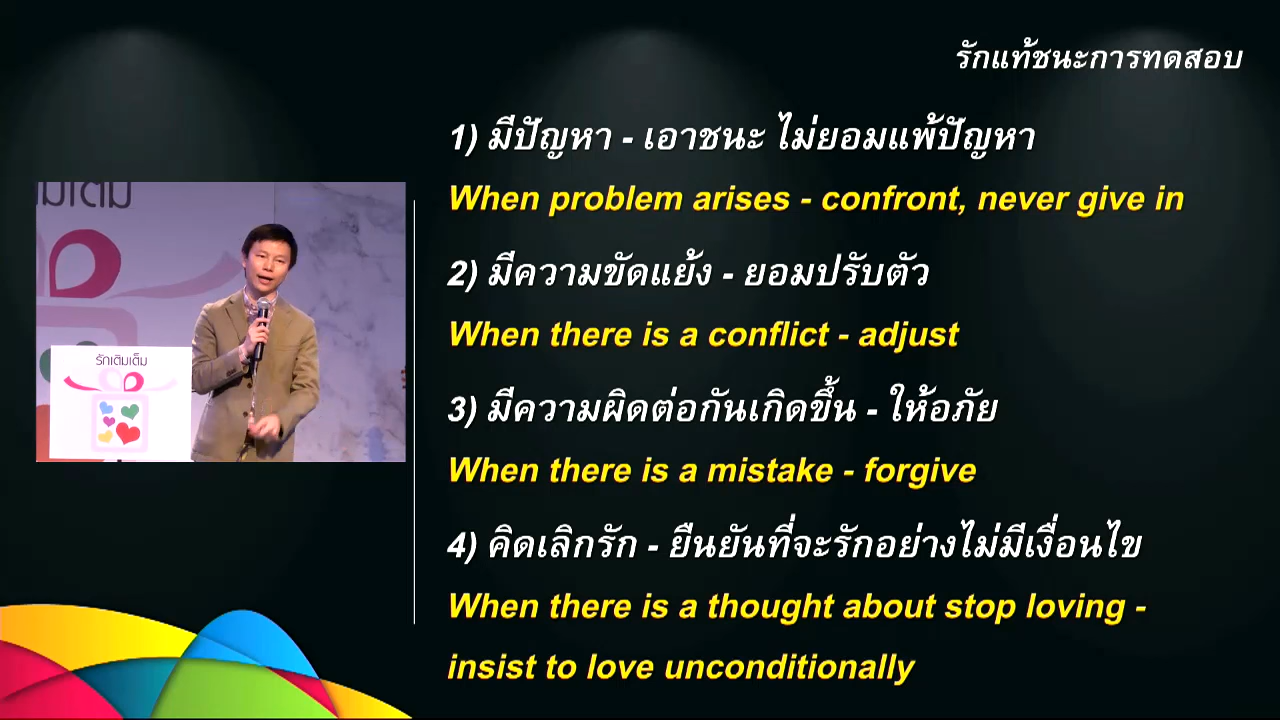 รักแท้ชนะการทดสอบ
1) มีปัญหา - เอาชนะ ไม่ยอมแพ้ปัญหา
When problem arises - confront, never give in
2) มีความขัดแย้ง - ยอมปรับตัว
When there is a conflict - adjust
3) มีความผิดต่อกันเกิดขึ้น - ให้อภัย
When there is a mistake - forgive
4) คิดเลิกรัก - ยืนยันที่จะรักอย่างไม่มีเงื่อนไข
When there is a thought about stop loving -
insist to love unconditionally
รักเติมเต็ม